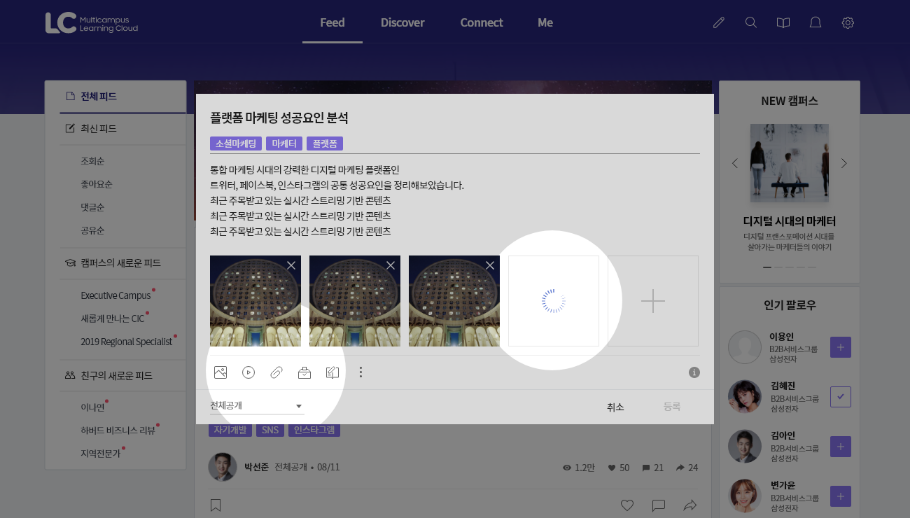 LC Multicampus
Learning Cloud
Feed
Discover
Connect
Me
전체 피드
최신 피드
조회순
좋아요순
댓글순
공유순
캠퍼스의 새로운 피드
Executive Campus
새롭게 만나는 CIC
2019 Regional Specialist
친구의 새로운 피드
이나연
하버드 비즈니스 리뷰
지역전문가
플랫폼 마케팅 성공요인 분석
소셜마케팅
마케터
플랫폼
통합 마케팅 시대의 강력한 디지털 마케팅 플랫폼인
트위터, 페이스북, 인스타그램의 공통 성공요인을 정리해보았습니다.
최근 주목받고 있는 실시간 스트리밍 기반 콘텐츠
최근 주목받고 있는 실시간 스트리밍 기반 콘텐츠
최근 주목받고 있는 실시간 스트리밍 기반 콘텐츠
전체공개
취소
등록
자기계발
SNS
인스타그램
박선준 전체공개 • 08/11
1.2만
50
21
24
NEW 캠퍼스
디지털 시대의 마케터
디지털 트랜스포메이션 시대를
살아가는 마케터들의 이야기
인기 팔로우
이용인
B2B서비스그룹
삼성전자
김혜진
B2B서비스그룹
삼성전자
김아인
B2B서비스그룹
삼성전자
변가윤
B2B서비스그룹
삼성전자